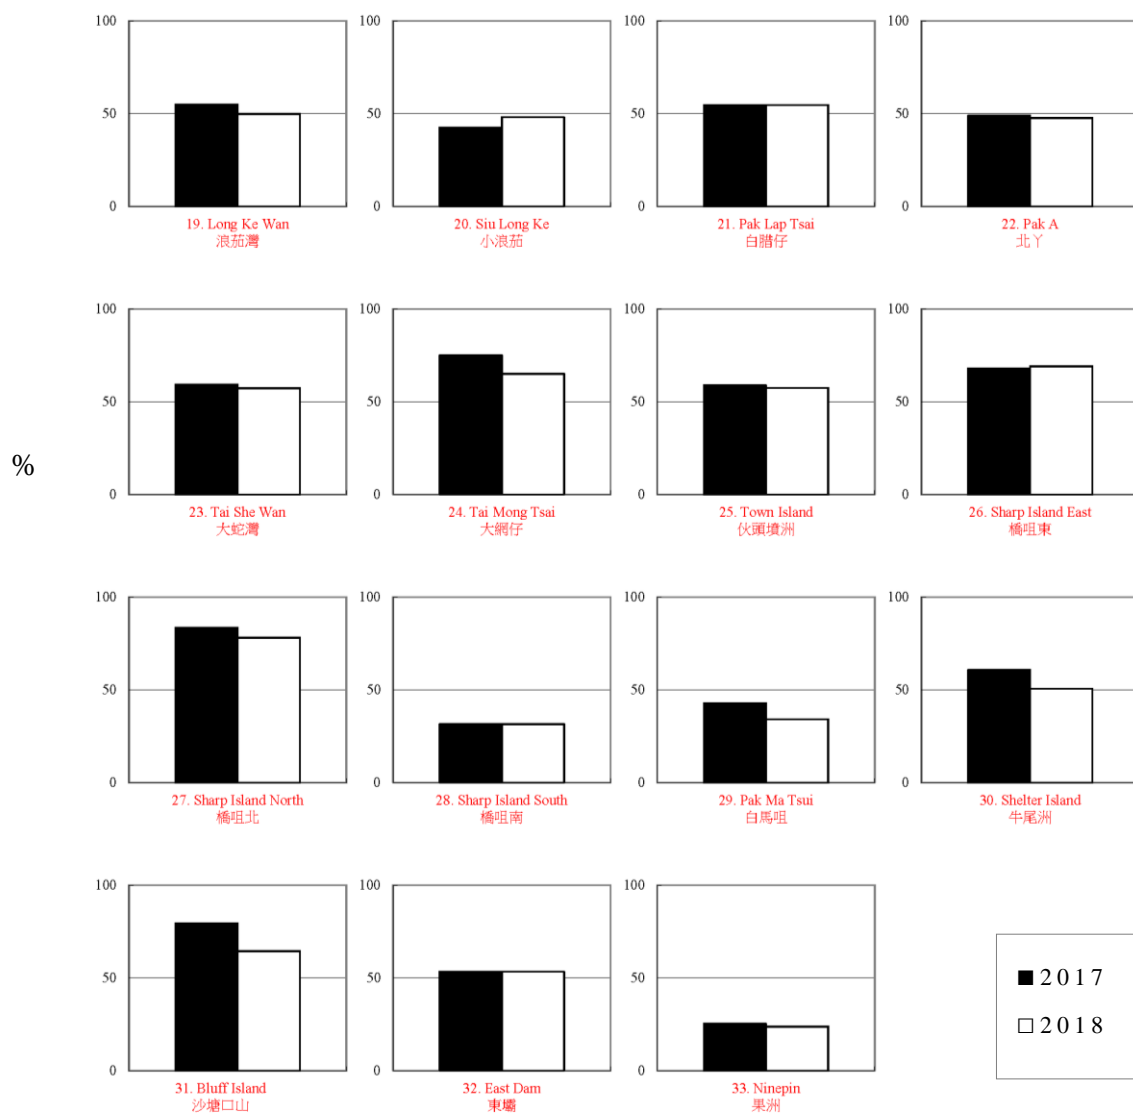 100
100
100
100
50
50
50
50
0
0
0
0
19. Long Ke Wan
20. Siu Long Ke
21. Pak Lap Tsai
22. Pak A
浪茄灣
小浪茄
白腊仔
北丫
100
100
100
100
50
50
50
50
%
0
0
0
0
23. Tai She Wan
24. Tai Mong Tsai
25. Town Island
26. Sharp Island East
大蛇灣
大網仔
伙頭墳洲
橋咀東
100
100
100
100
50
50
50
50
0
0
0
0
27. Sharp Island North
28. Sharp Island South
29. Pak Ma Tsui
30. Shelter Island
橋咀北
橋咀南
白馬咀
牛尾洲
100
100
100
50
50
50
0
0
0
31. Bluff Island
32. East Dam
33. Ninepin
沙塘口山
東壩
果洲
2017
2018